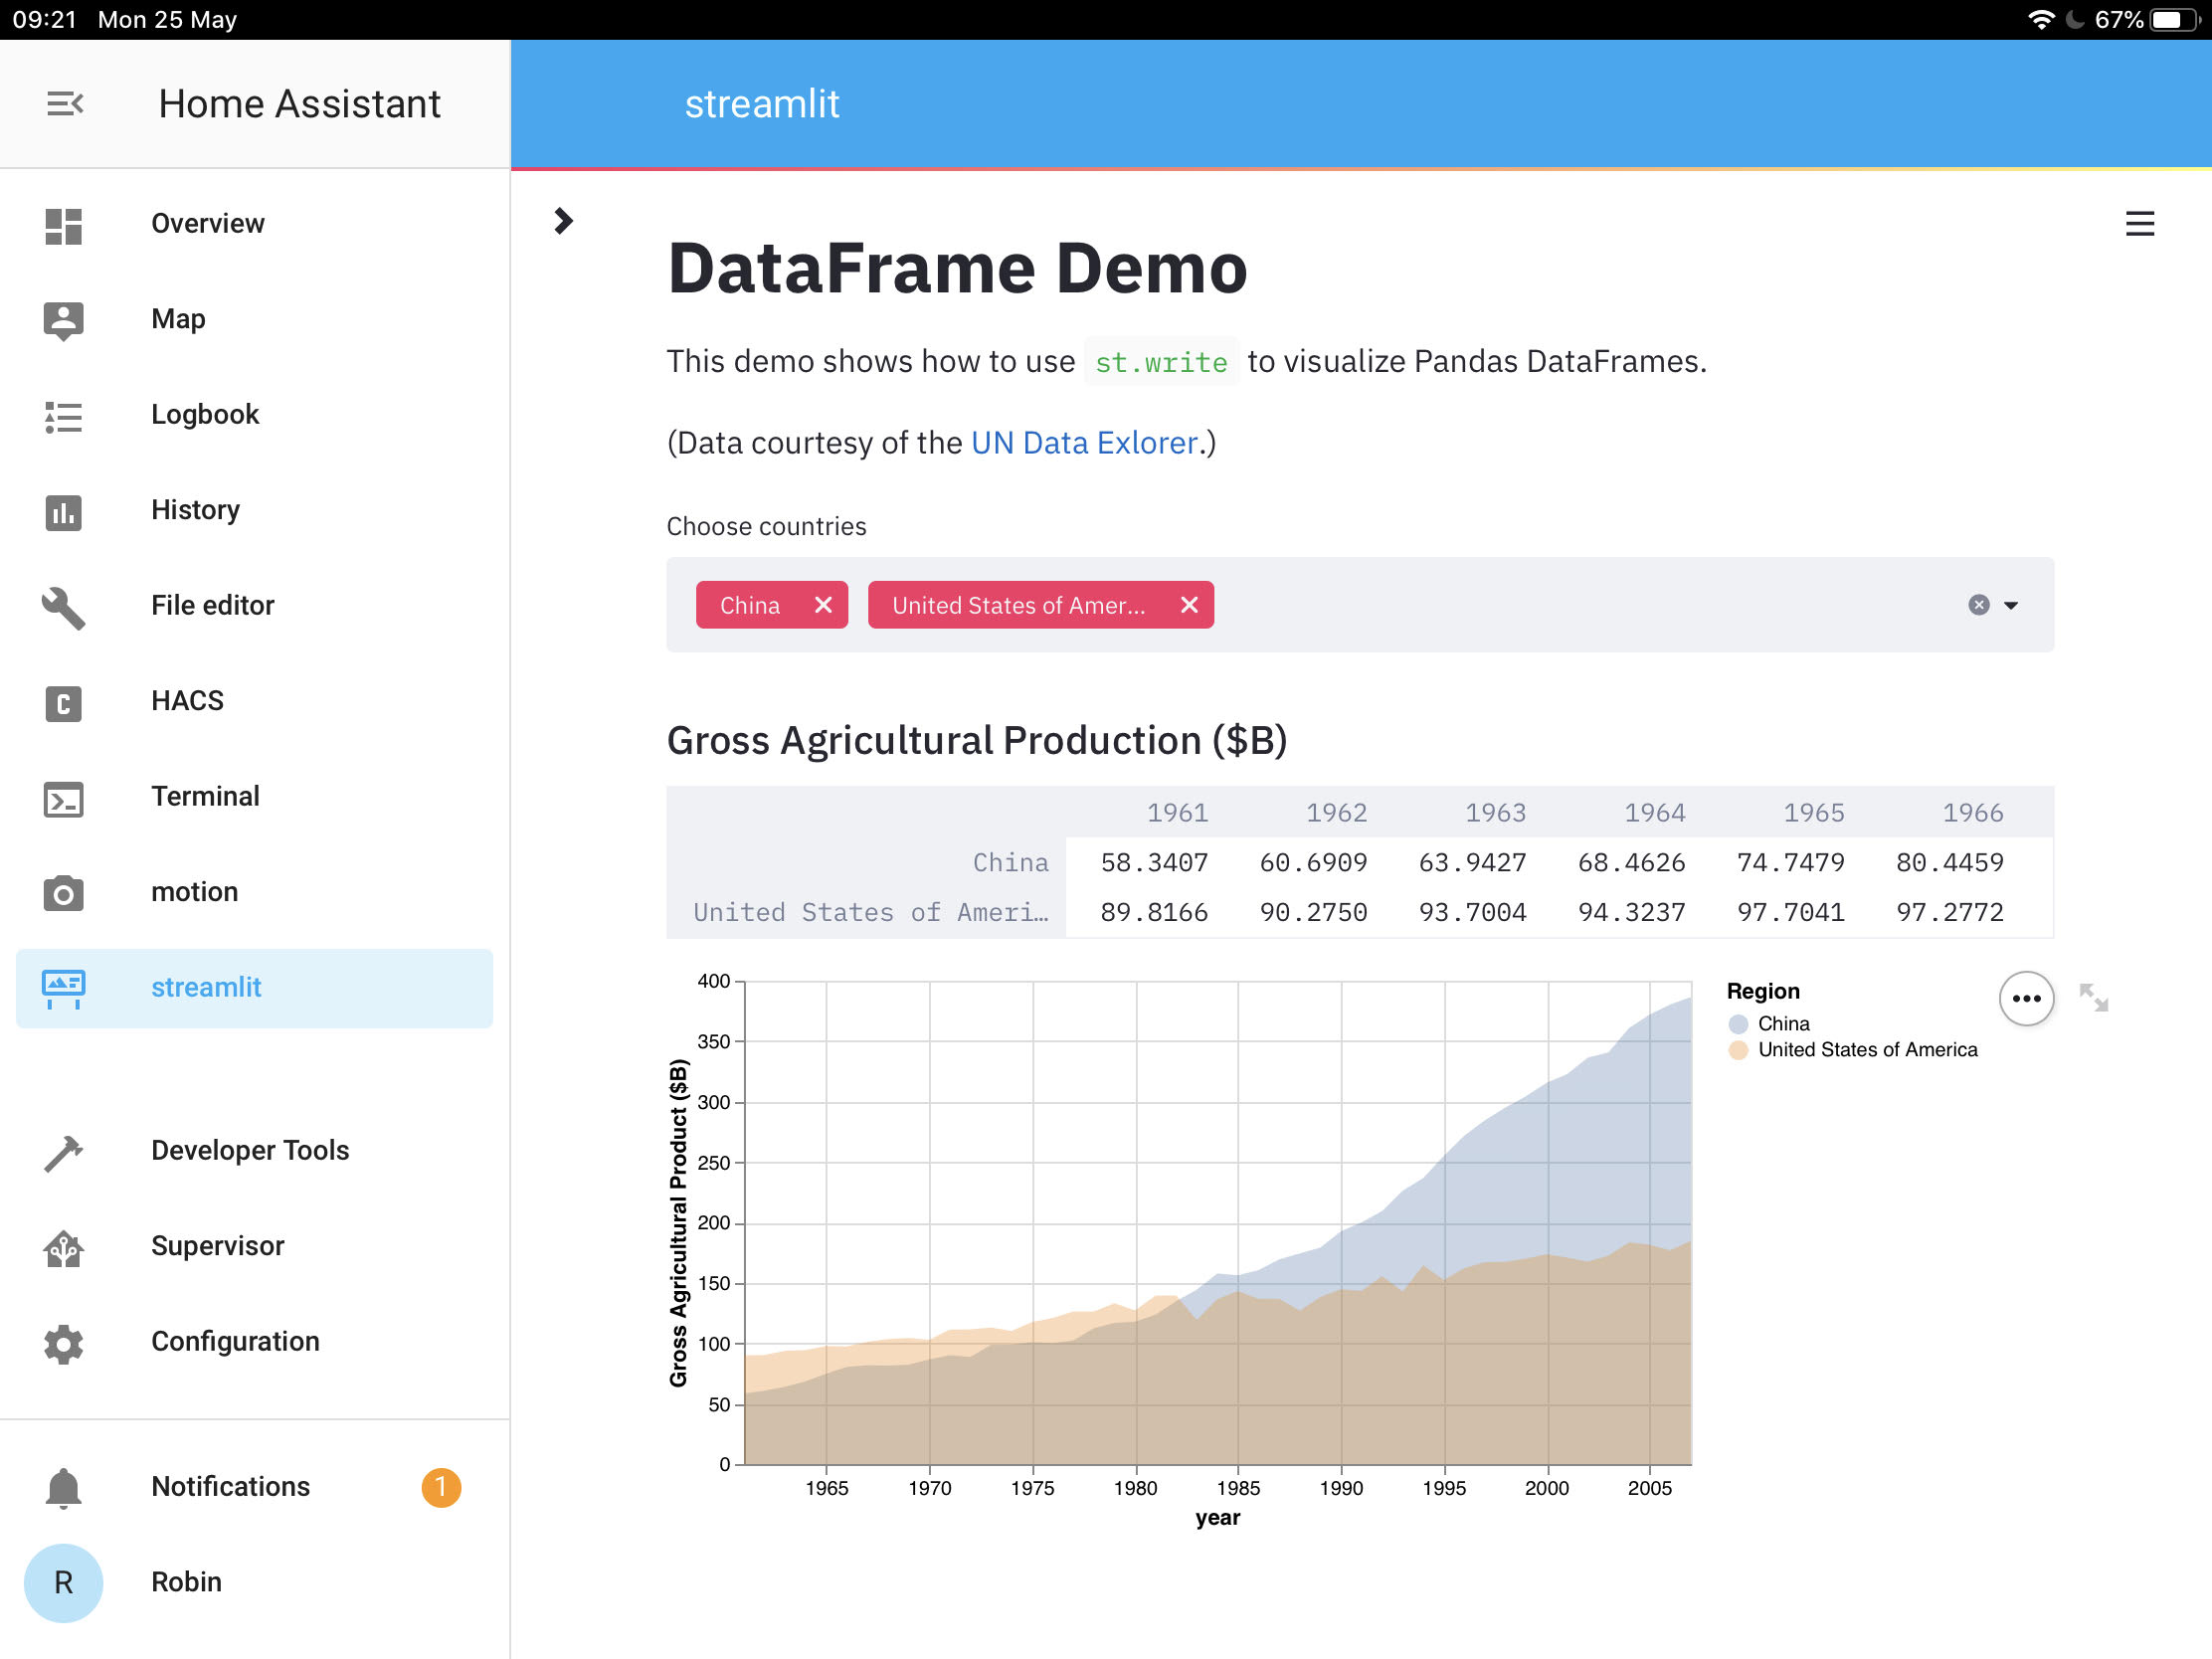 09:21 Mon 25 May
67%
Home Assistant
streamlit
Overview
Map
Logbook
History
File editor
HACS
C
Terminal
motion
streamlit
Developer Tools
Supervisor
Configuration
Notifications 1
R Robin
DataFrame Demo
This demo shows how to use st.write to visualize Pandas DataFrames.
(Data courtesy of the UN Data Exlorer.)
Choose countries
China United States of Amer...
Gross Agricultural Production ($B)
1961 1962 1963 1964 1965 1966
China 58.3407 60.6909 63.9427 68.4626 74.7479 80.4459
United States of Ameri… 89.8166 90.2750 93.7004 94.3237 97.7041 97.2772
Gross Agricultural Product ($B)
400
350
300
250
200
150
100
50
0
1965 1970 1975 1980 1985 1990 1995 2000 2005
year
Region
China
United States of America